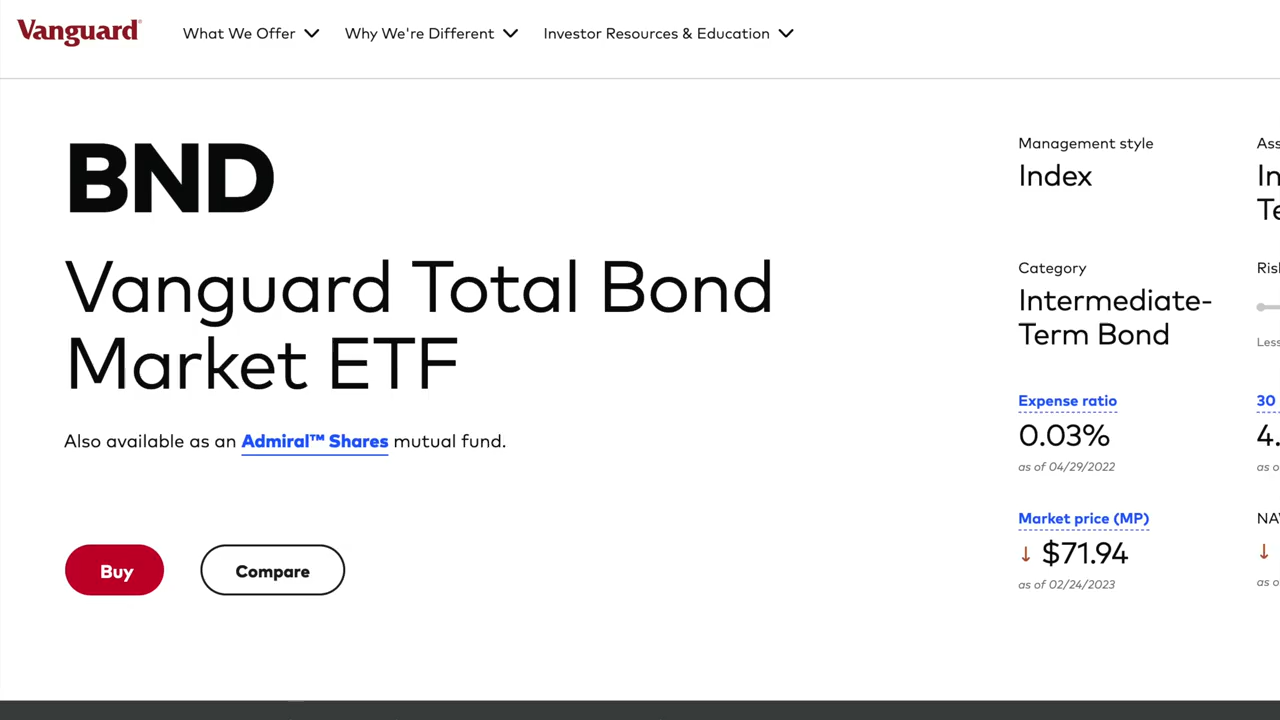 Vanguard®
What We Offer
Why We're Different
Investor Resources & Education
BND
Vanguard Total Bond
Market ETF
Also available as an Admiral™ Shares mutual fund.
Buy
Compare
Management style
Index
Category
Intermediate-
Term Bond
Expense ratio
0.03%
as of 04/29/2022
Market price (MP)
↓ $71.94
as of 02/24/2023
30
4.
↓